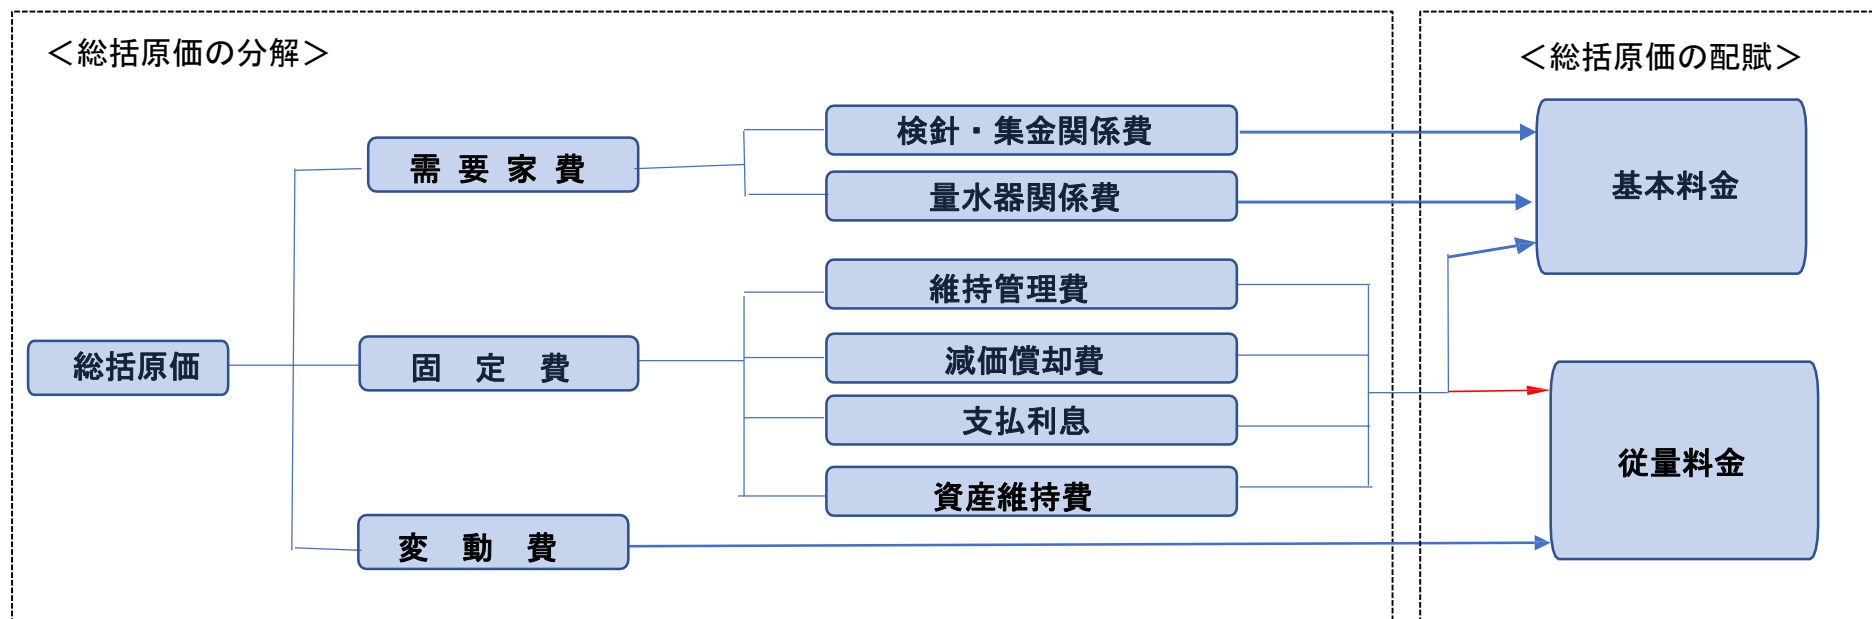 ＜総括原価の分解＞
＜総括原価の配賦＞
総括原価
需要家費
固定費
変動費
検針・集金関係費
量水器関係費
維持管理費
減価償却費
支払利息
資産維持費
基本料金
従量料金